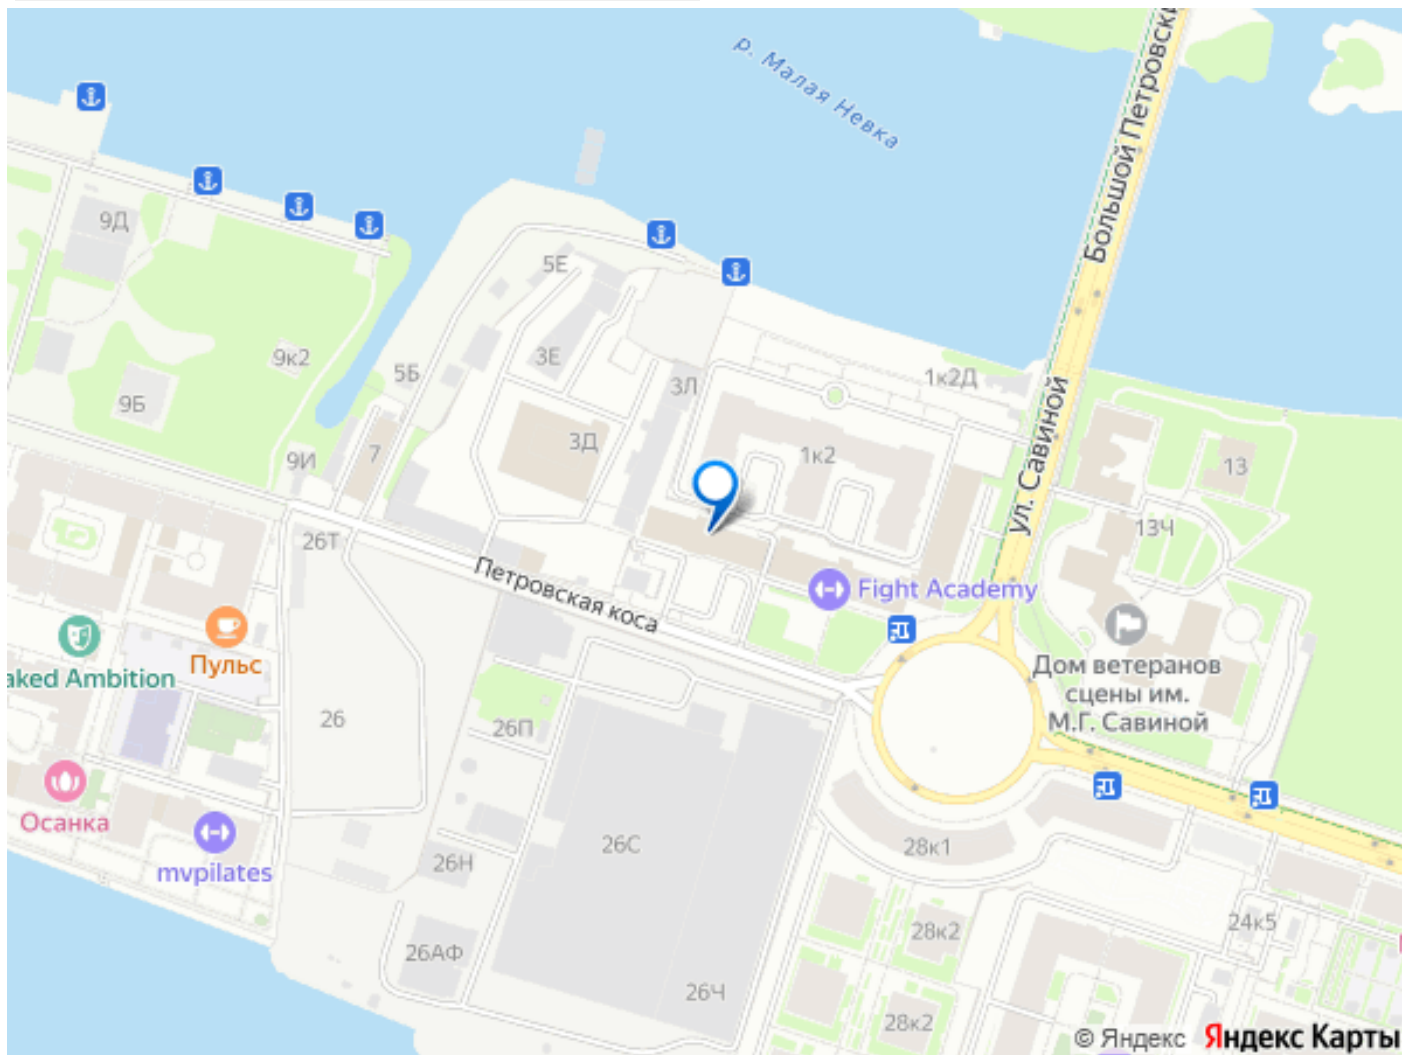 р. Малая Невка
Большой Петровски
9Д
5Е
9к2
3Е
5Б
1к2Д
3Л
9Б
ул. Савиной
3Д
1к2
7
9И
13
13Ч
26Т
Петровская коса
Fight Academy
Пульс
aked Ambition
Дом ветеранов
сцены им.
М.Г. Савиной
26
26П
Осанка
26С
28к1
mvpilates
26Н
24к5
28к2
26АФ
26Ч
28к2
© Яндекс Яндекс Карты